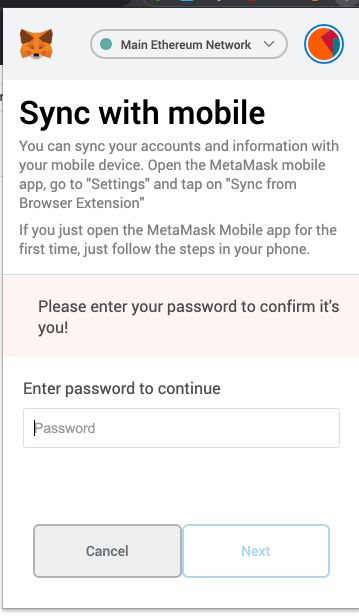 Main Ethereum Network
Sync with mobile
You can sync your accounts and information with
your mobile device. Open the MetaMask mobile
app, go to "Settings" and tap on "Sync from
Browser Extension"
If you just open the MetaMask Mobile app for the
first time, just follow the steps in your phone.
Please enter your password to confirm it's
you!
Enter password to continue
Password
Cancel
Next